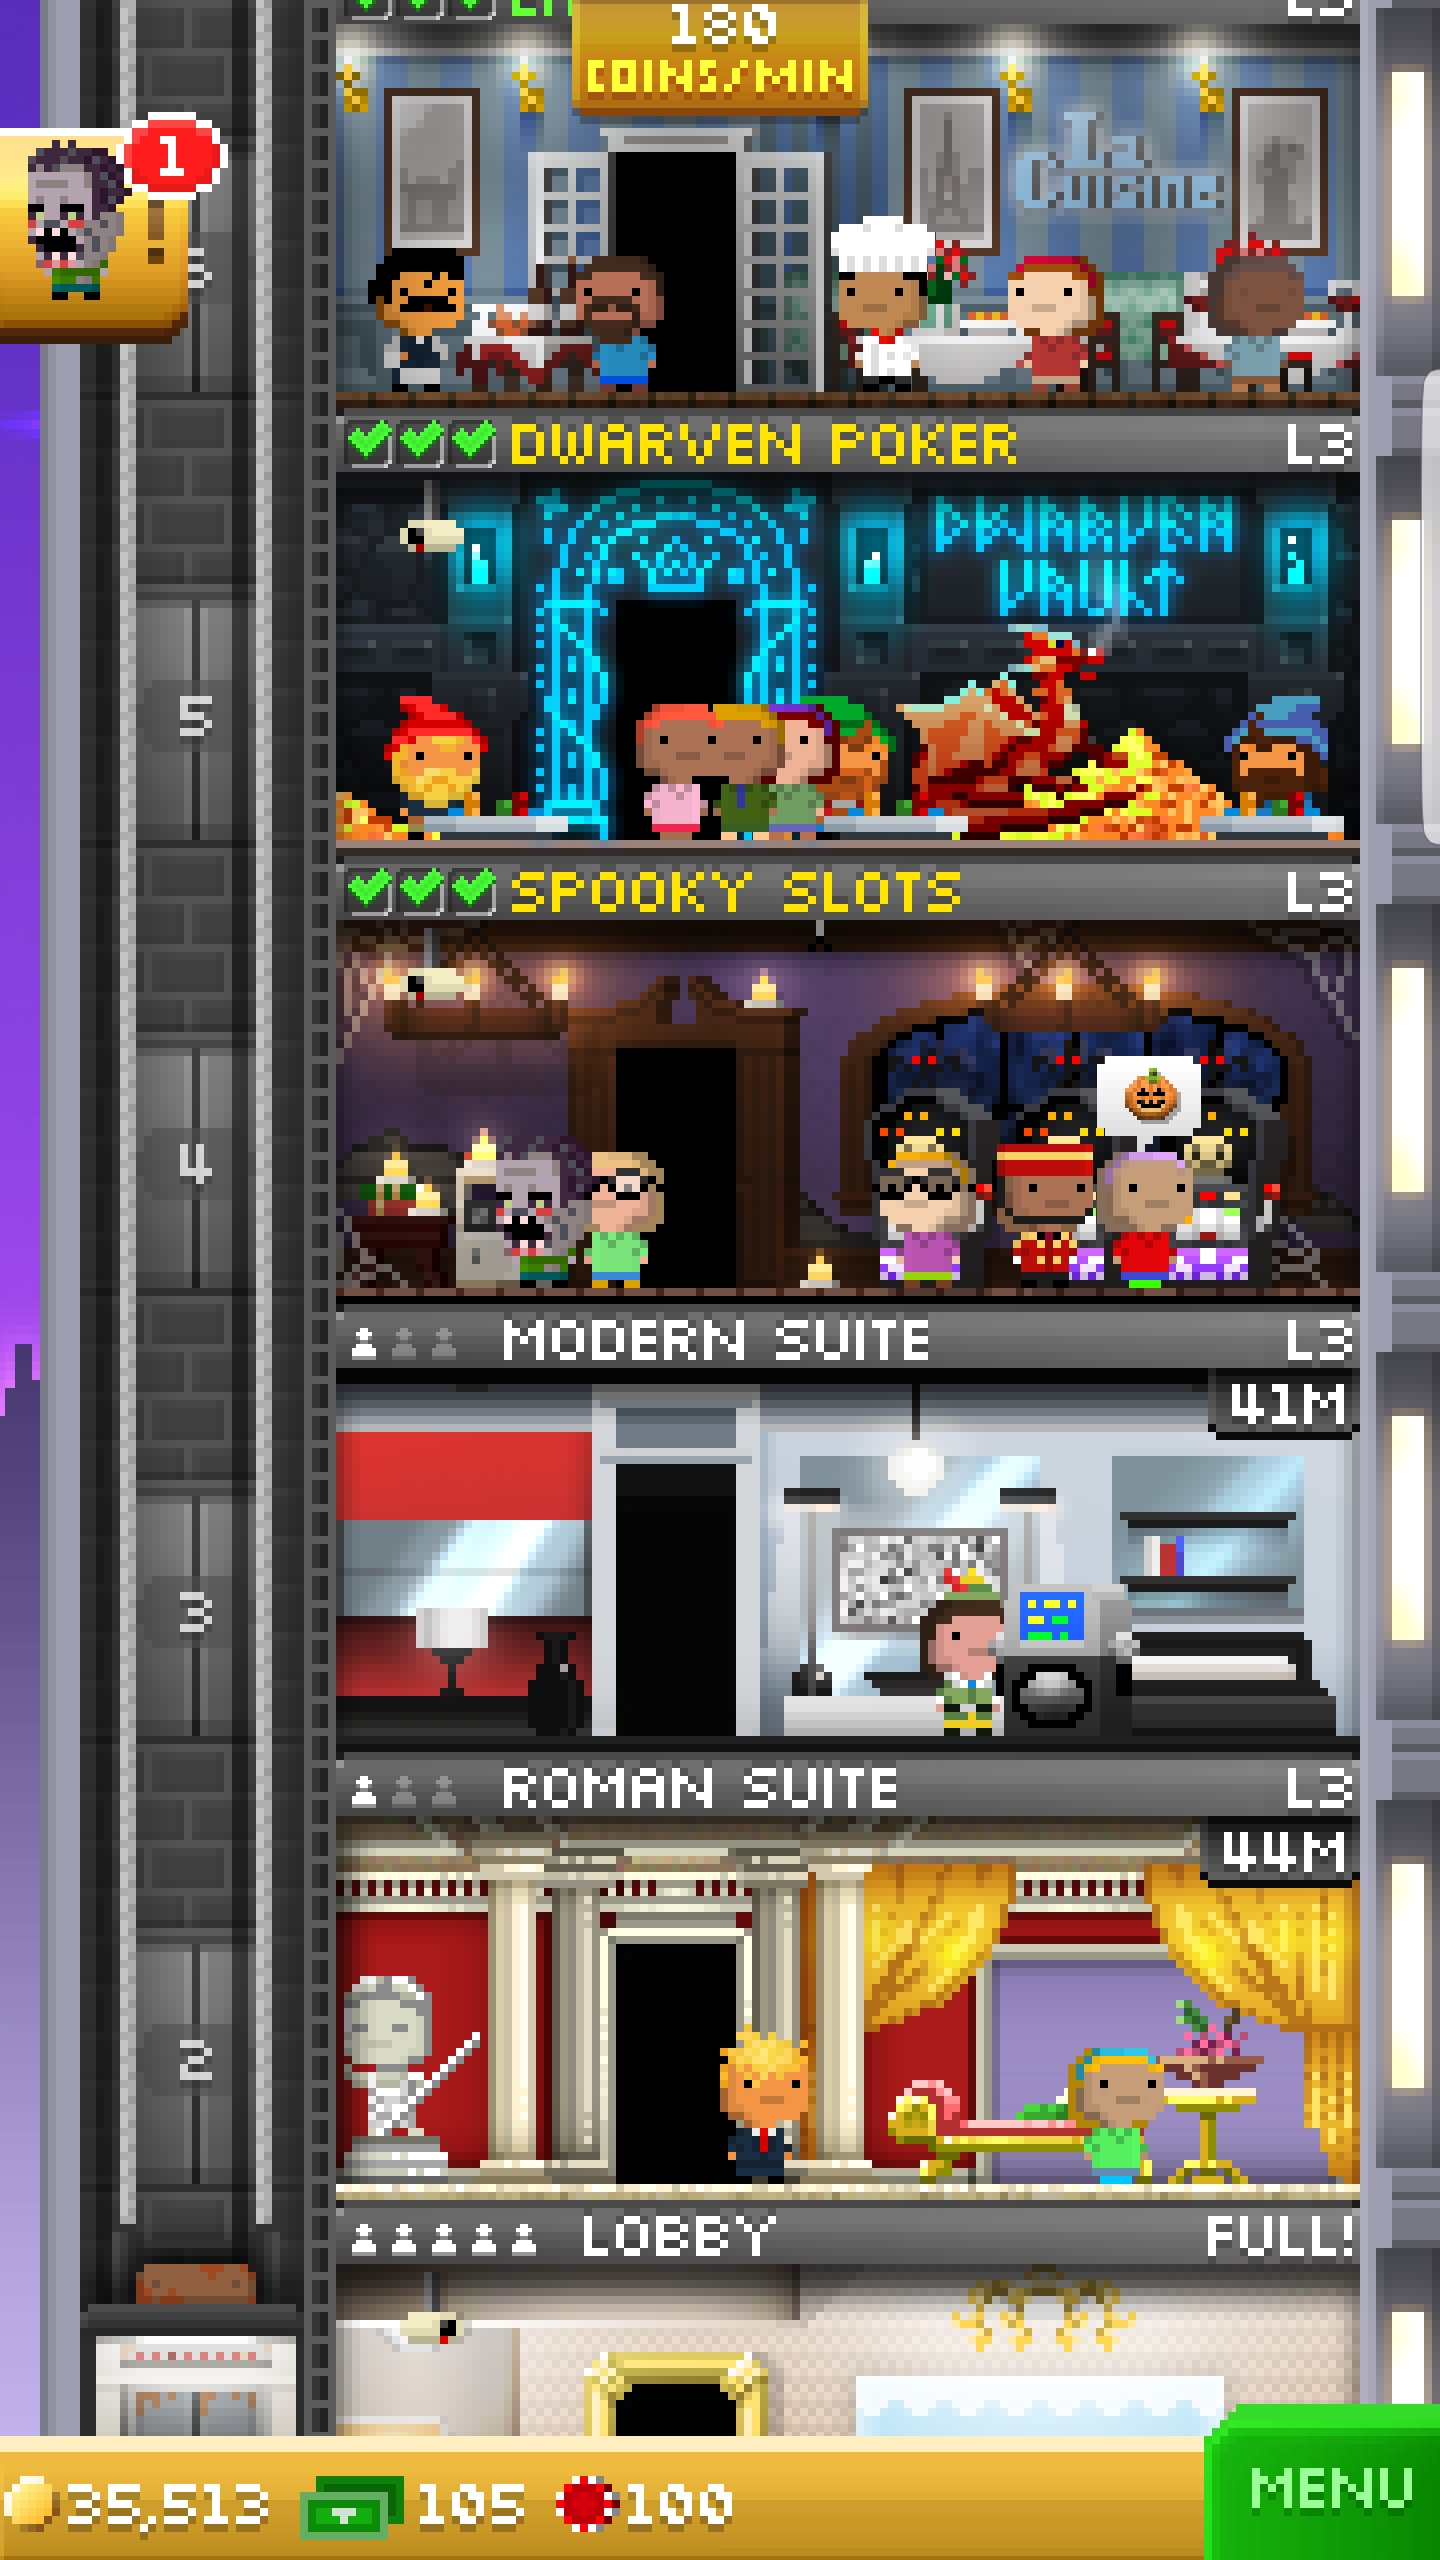 L3
180
COINS/MIN
1
La
Cuisine
DWARVEN POKER
L3
DWARVEN
VAULT
5
SPOOKY SLOTS
L3
4
MODERN SUITE
L3
41M
3
ROMAN SUITE
L3
44M
2
LOBBY
FULL!
35,513
105
100
MENU